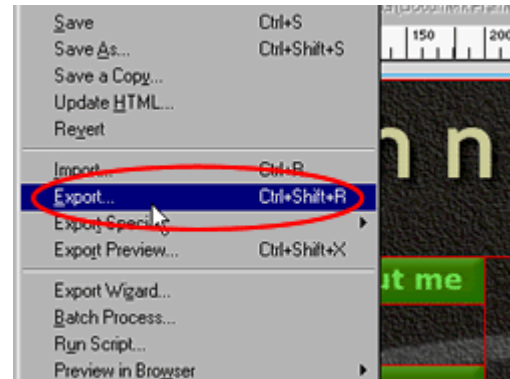 Save Ctrl+S
Save As... Ctrl+Shift+S
Save a Copy...
Update HTML...
Revert
Import... Ctrl+R
Export... Ctrl+Shift+R
Export Special
Export Preview... Ctrl+Shift+X
Export Wizard...
Batch Process...
Run Script...
Preview in Browser
150 200
n n
ut me